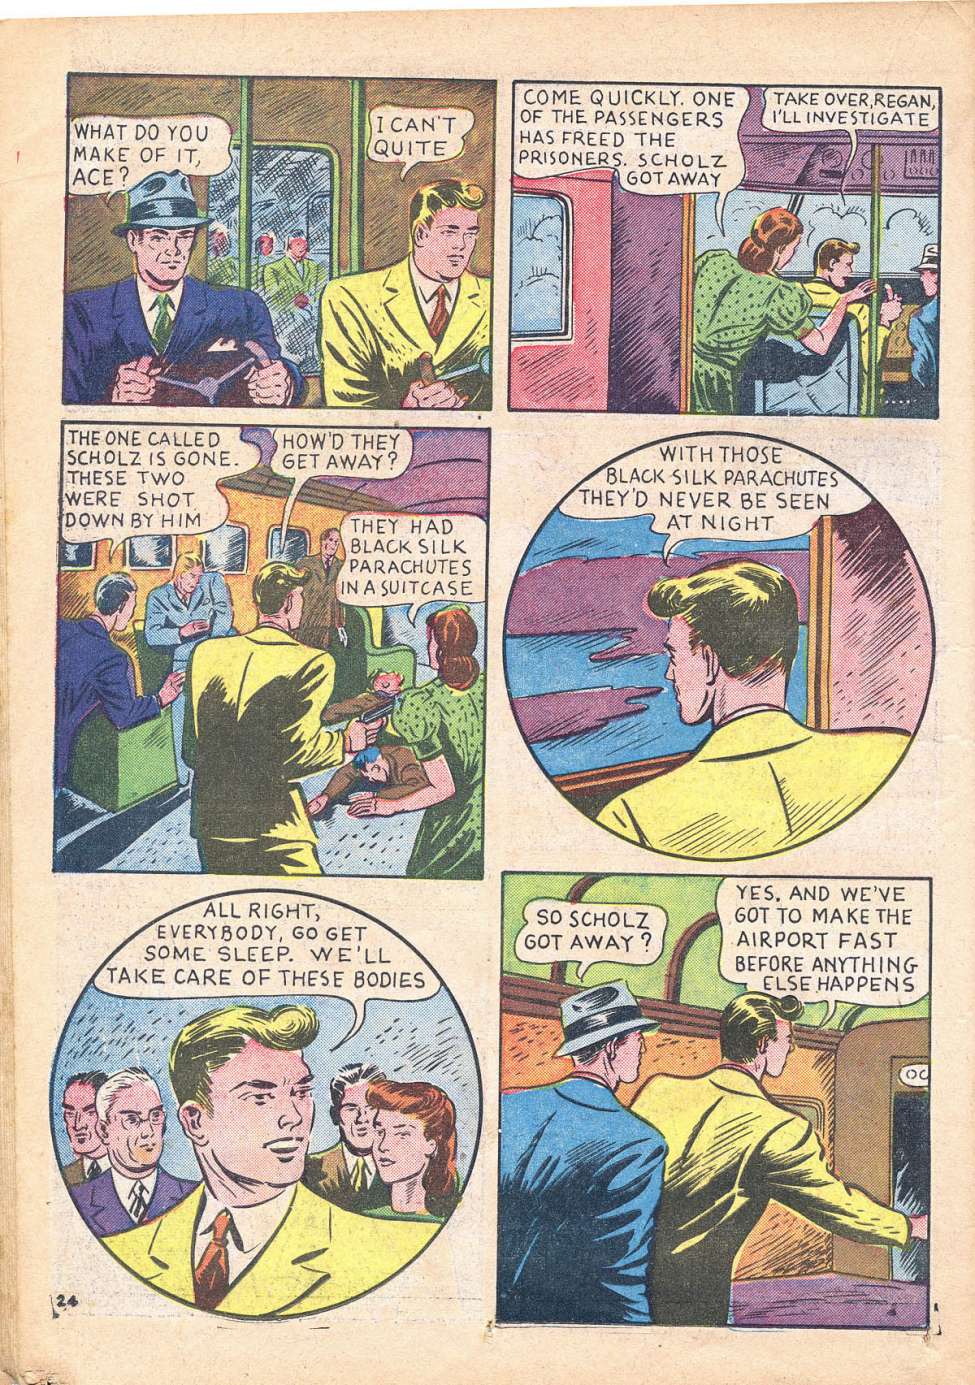 WHAT DO YOU
MAKE OF IT,
ACE?
I CAN'T
QUITE
COME QUICKLY. ONE
OF THE PASSENGERS
HAS FREED THE
PRISONERS. SCHOLZ
GOT AWAY
TAKE OVER, REGAN,
I'LL INVESTIGATE
THE ONE CALLED
SCHOLZ IS GONE.
THESE TWO
WERE SHOT
DOWN BY HIM
HOW'D THEY
GET AWAY?
THEY HAD
BLACK SILK
PARACHUTES
IN A SUITCASE
WITH THOSE
BLACK SILK PARACHUTES
THEY'D NEVER BE SEEN
AT NIGHT
ALL RIGHT,
EVERYBODY, GO GET
SOME SLEEP. WE'LL
TAKE CARE OF THESE BODIES
SO SCHOLZ
GOT AWAY?
YES. AND WE'VE
GOT TO MAKE THE
AIRPORT FAST
BEFORE ANYTHING
ELSE HAPPENS
OC
24